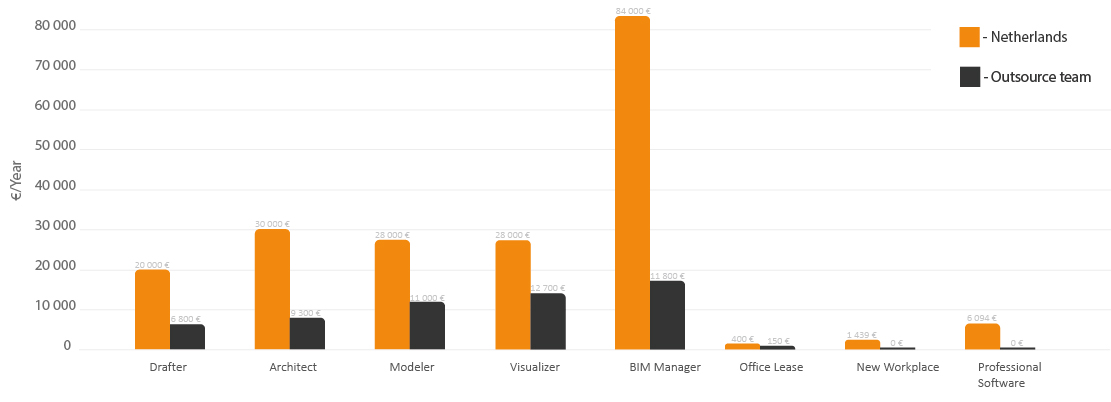 84 000 €
80 000
- Netherlands
70 000
- Outsource team
60 000
50 000
€/Year
40 000
30 000
30 000 €
28 000 €
28 000 €
20 000
20 000 €
11 800 €
12 700 €
11 000 €
10 000
6 800 €
9 300 €
6 094 €
1 439 €
400 €
150 €
0 €
0 €
0
Drafter
Architect
Modeler
Visualizer
BIM Manager
Office Lease
New Workplace
Professional
Software